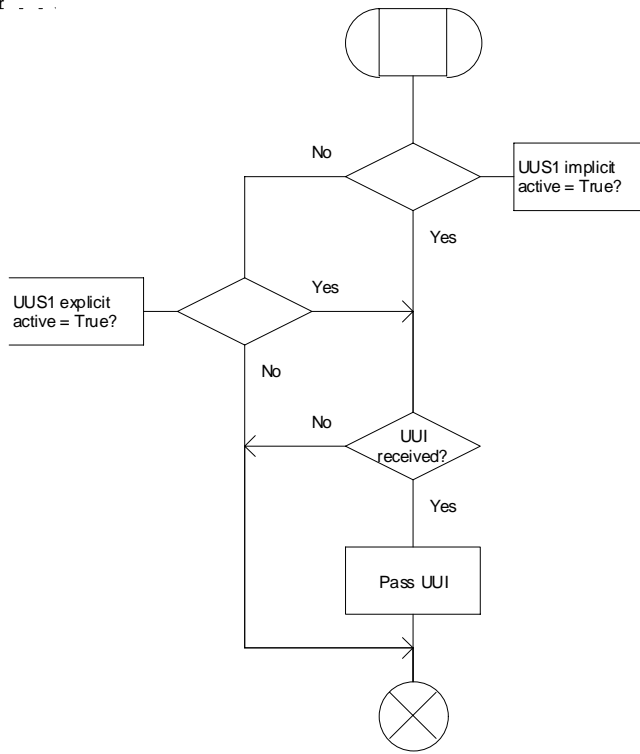 No
UUS1 implicit
active = True?
Yes
UUS1 explicit
active = True?
Yes
No
No
UUI
received?
Yes
Pass UUI